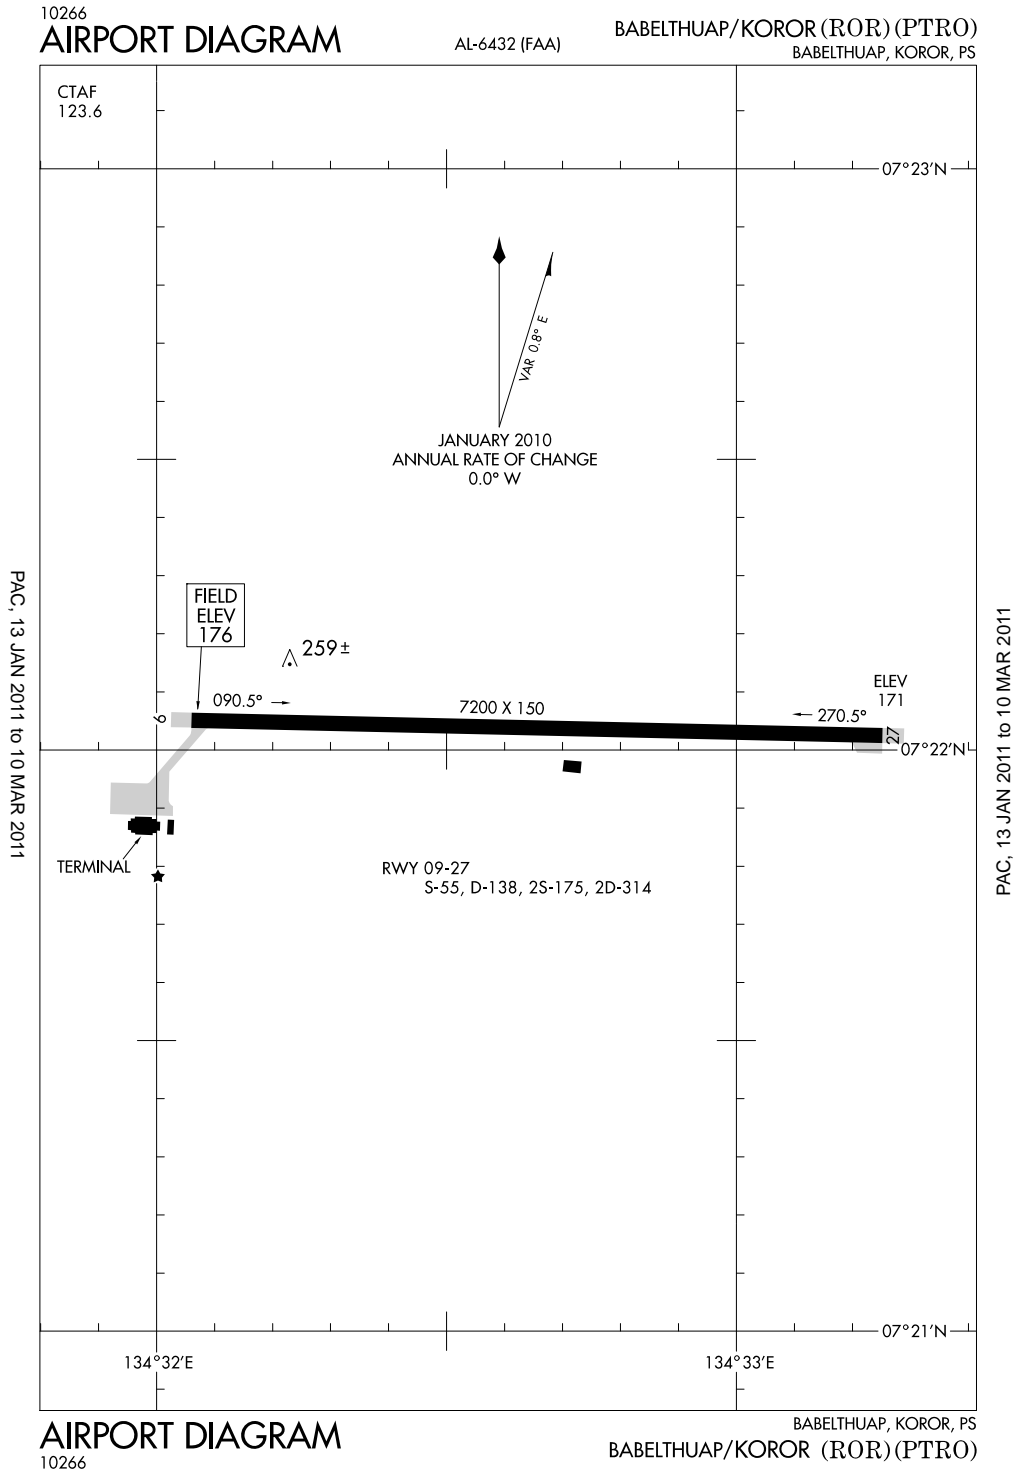 10266
AIRPORT DIAGRAM
AL-6432 (FAA)
BABELTHUAP/KOROR (ROR)(PTRO)
BABELTHUAP, KOROR, PS
CTAF
123.6
07°23'N
VAR 0.8° E
JANUARY 2010
ANNUAL RATE OF CHANGE
0.0° W
PAC, 13 JAN 2011 to 10 MAR 2011
PAC, 13 JAN 2011 to 10 MAR 2011
FIELD
ELEV
176
259±
ELEV
171
090.5°
7200 X 150
270.5°
9
27
07°22'N
TERMINAL
RWY 09-27
S-55, D-138, 2S-175, 2D-314
07°21'N
134°32'E
134°33'E
AIRPORT DIAGRAM
10266
BABELTHUAP, KOROR, PS
BABELTHUAP/KOROR (ROR)(PTRO)